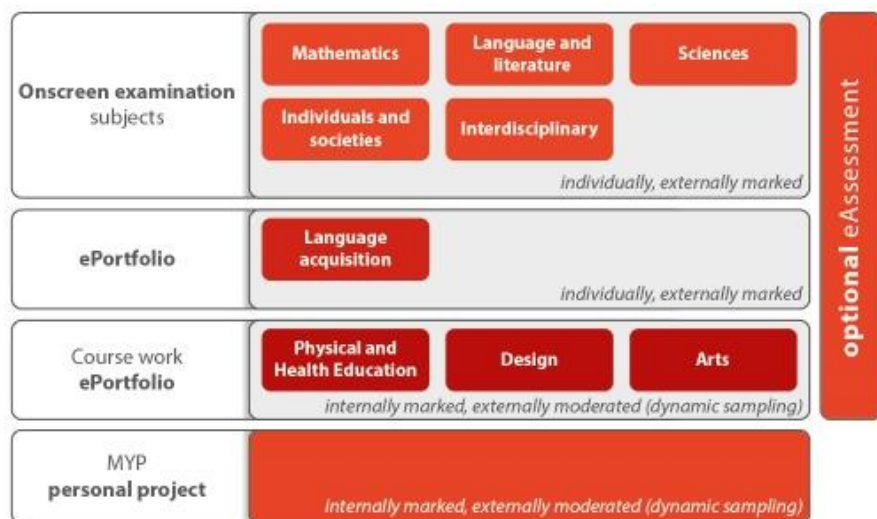 Onscreen examination
subjects
Mathematics
Language and
literature
Sciences
Individuals and
societies
Interdisciplinary
individually, externally marked
ePortfolio
Language
acquisition
individually, externally marked
Course work
ePortfolio
Physical and
Health Education
Design
Arts
internally marked, externally moderated (dynamic sampling)
MYP
personal project
internally marked, externally moderated (dynamic sampling)
optional eAssessment